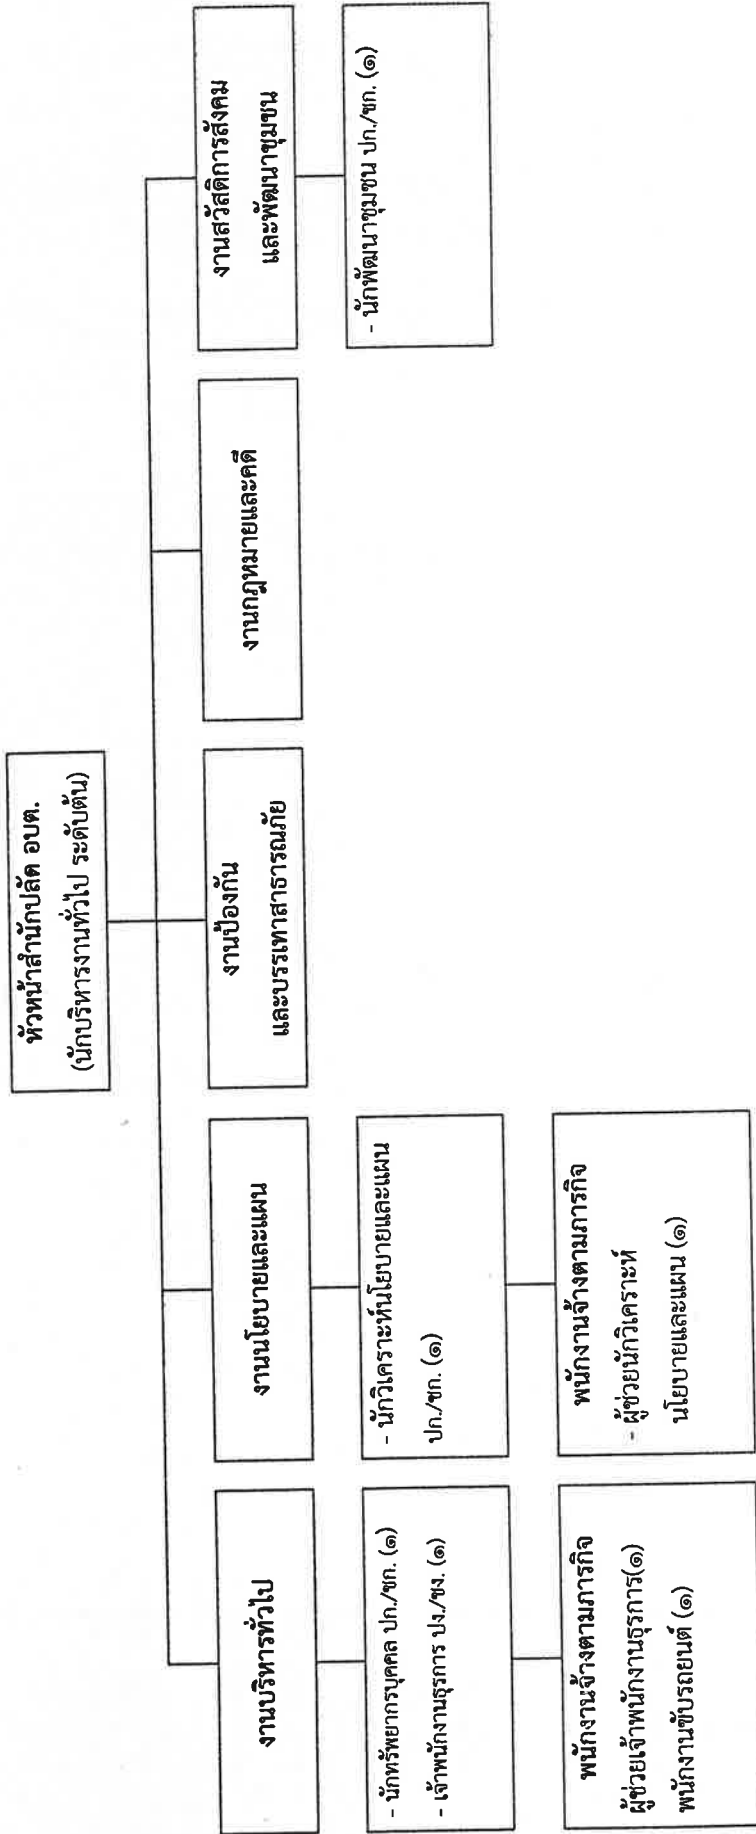 หัวหน้าสำนักปลัด อบต.
(นักบริหารงานทั่วไป ระดับต้น)
งานบริหารทั่วไป
- นักทรัพยากรบุคคล ปก./ชก. (๑)
- เจ้าพนักงานธุรการ ปง./ชง. (๑)
พนักงานจ้างตามภารกิจ
ผู้ช่วยเจ้าพนักงานธุรการ(๑)
พนักงานขับรถยนต์ (๑)
งานนโยบายและแผน
- นักวิเคราะห์นโยบายและแผน
ปก./ชก. (๑)
พนักงานจ้างตามภารกิจ
- ผู้ช่วยนักวิเคราะห์
นโยบายและแผน (๑)
งานป้องกัน
และบรรเทาสาธารณภัย
งานกฎหมายและคดี
งานสวัสดิการสังคม
และพัฒนาชุมชน
- นักพัฒนาชุมชน ปก./ชก. (๑)